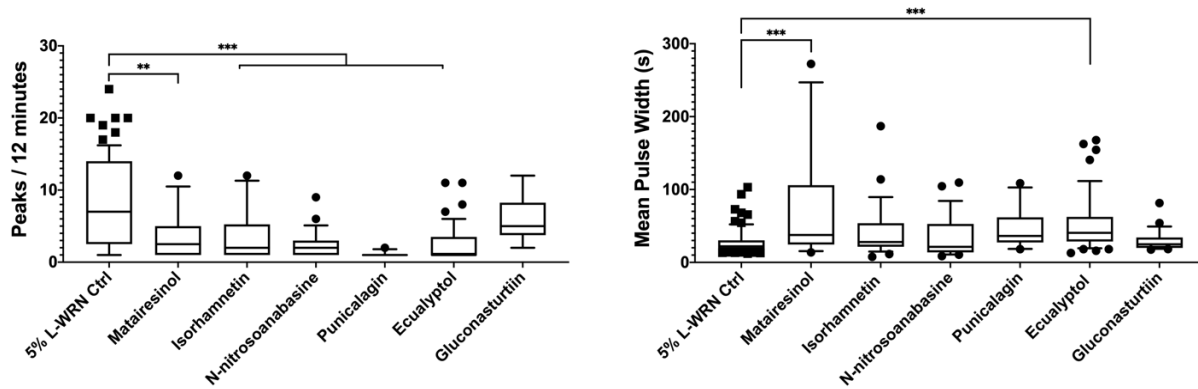 ***
**
Peaks / 12 minutes
30
20
10
0
5% L-WRN Ctrl
Matairesinol
Isorhamnetin
N-nitrosoanabasine
Punicalagin
Ecualyptol
Gluconasturtiin
***
***
Mean Pulse Width (s)
300
200
100
0
5% L-WRN Ctrl
Matairesinol
Isorhamnetin
N-nitrosoanabasine
Punicalagin
Ecualyptol
Gluconasturtiin